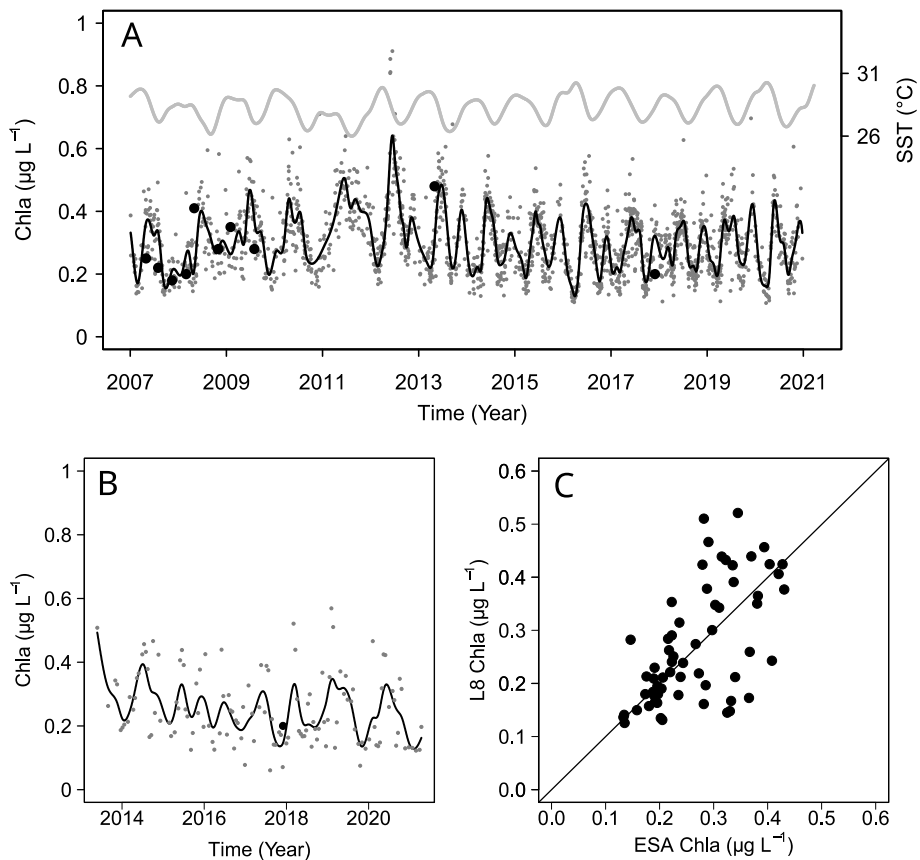 A
1
0.8
0.6
0.4
0.2
0
Chla (µg L⁻¹)
31
26
SST (°C)
2007 2009 2011 2013 2015 2017 2019 2021
Time (Year)
B
1
0.8
0.6
0.4
0.2
0
Chla (µg L⁻¹)
2014 2016 2018 2020
Time (Year)
C
0.6
0.5
0.4
0.3
0.2
0.1
0.0
L8 Chla (µg L⁻¹)
0.0 0.1 0.2 0.3 0.4 0.5 0.6
ESA Chla (µg L⁻¹)